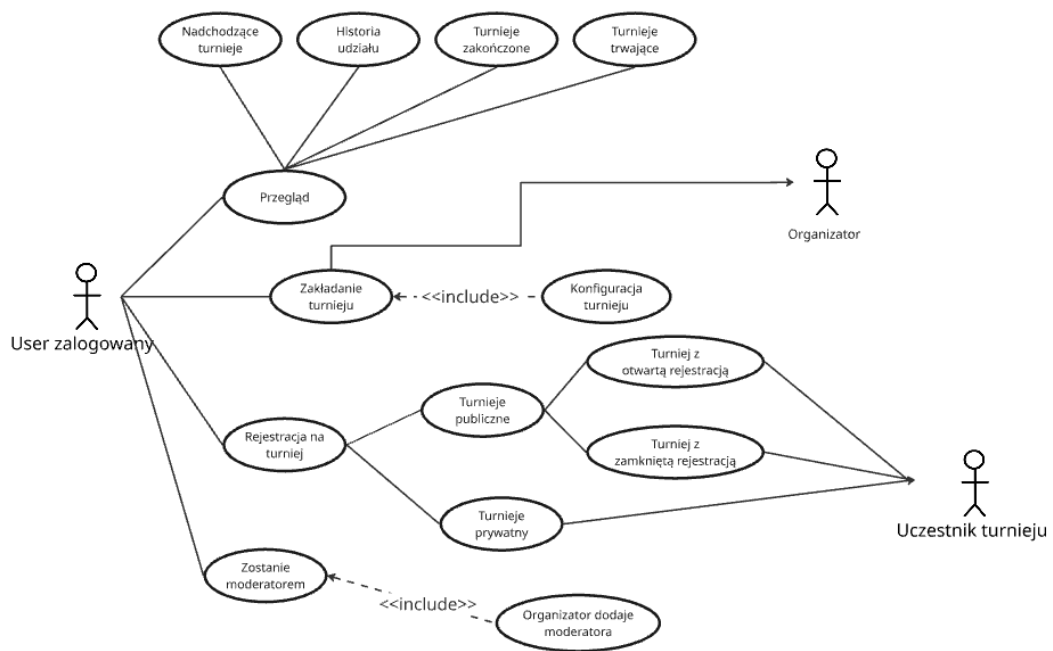 Nadchodzące
turnieje
Historia
udziału
Turnieje
zakończone
Turnieje
trwające
Przegląd
Organizator
Zakładanie
turnieju
<<include>>
Konfiguracja
turnieju
User zalogowany
Turniej z
otwartą rejestracją
Turnieje
publiczne
Rejestracja na
turniej
Turniej z
zamkniętą rejestracją
Turnieje
prywatny
Uczestnik turnieju
Zostanie
moderatorem
<<include>>
Organizator dodaje
moderatora